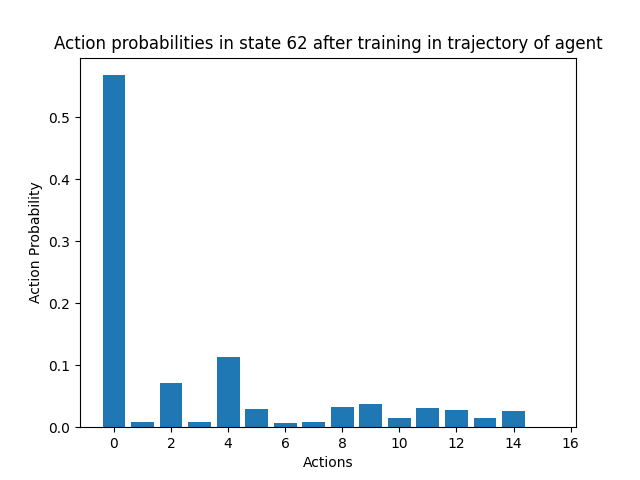 Action probabilities in state 62 after training in trajectory of agent
Action Probability
0.5
0.4
0.3
0.2
0.1
0.0
0 2 4 6 8 10 12 14 16
Actions